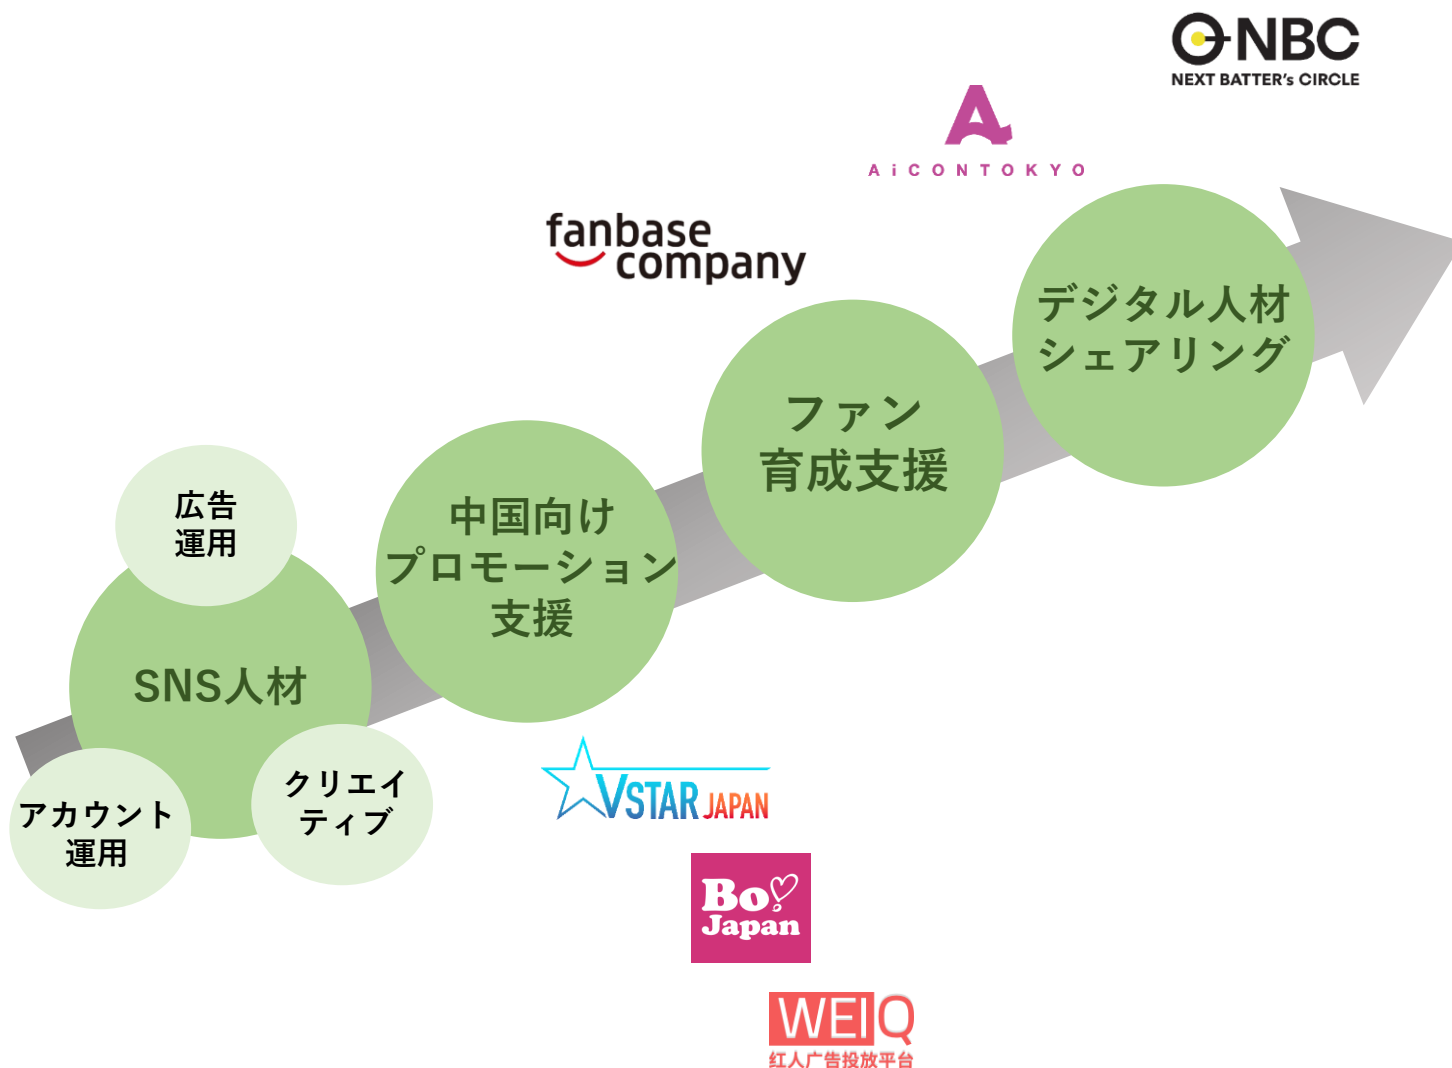 NBC
NEXT BATTER's CIRCLE
A
AiCONTOKYO
fanbase
company
デジタル人材
シェアリング
ファン
育成支援
中国向け
プロモーション
支援
広告
運用
SNS人材
アカウント
運用
クリエイ
ティブ
VSTAR JAPAN
Bo!
Japan
WEIQ
红人广告投放平台